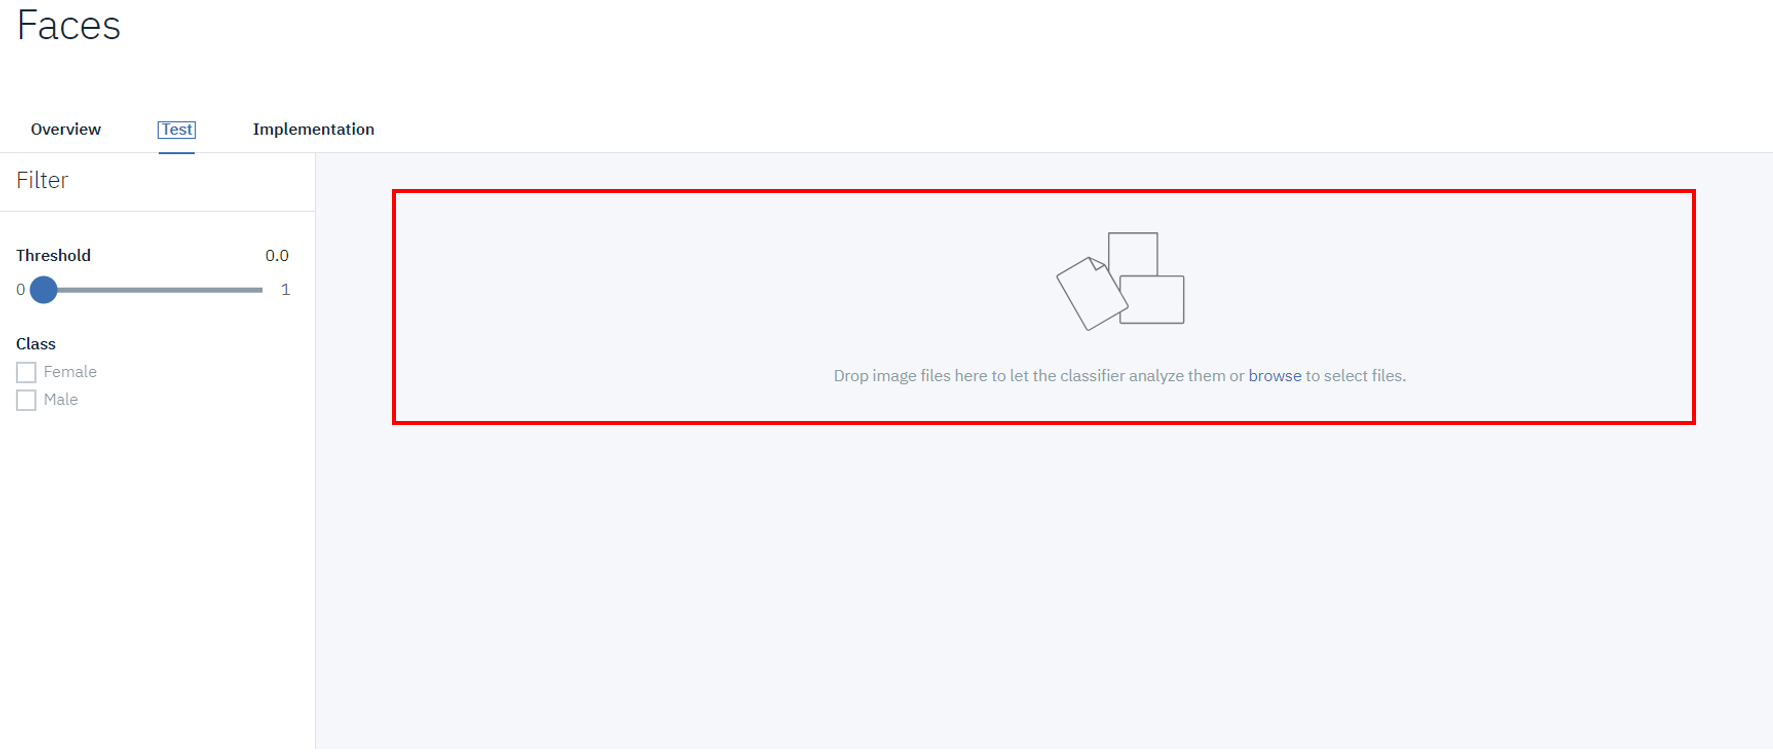 Faces
Overview Test Implementation
Filter
Threshold 0.0
0 1
Class
Female
Male
Drop image files here to let the classifier analyze them or browse to select files.